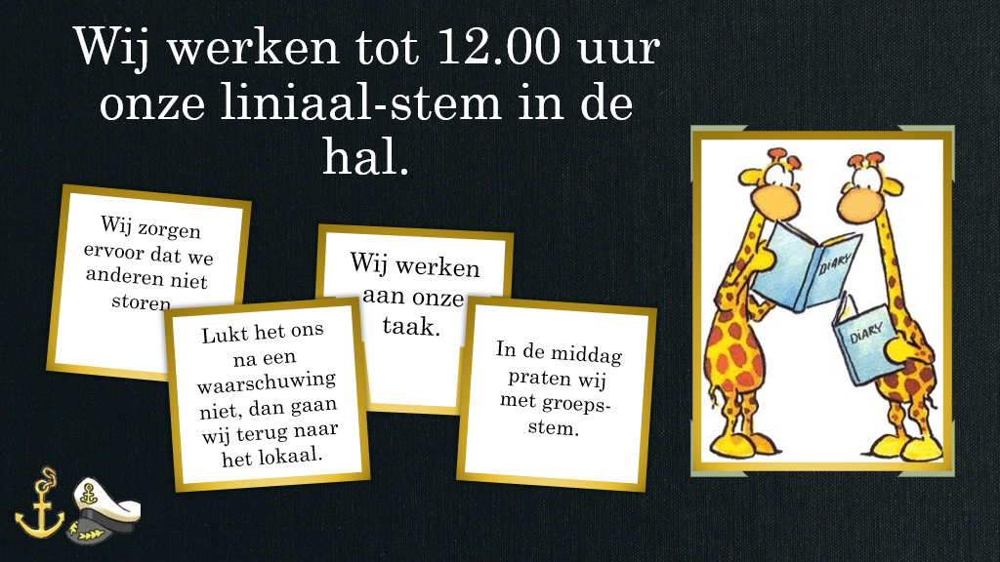 Wij werken tot 12.00 uur
onze liniaal-stem in de
hal.
Wij zorgen
ervoor dat we
anderen niet
storen
Lukt het ons
na een
waarschuwing
niet, dan gaan
wij terug naar
het lokaal.
Wij werken
aan onze
taak.
In de middag
praten wij
met groeps-
stem.
DIARY
DIARY